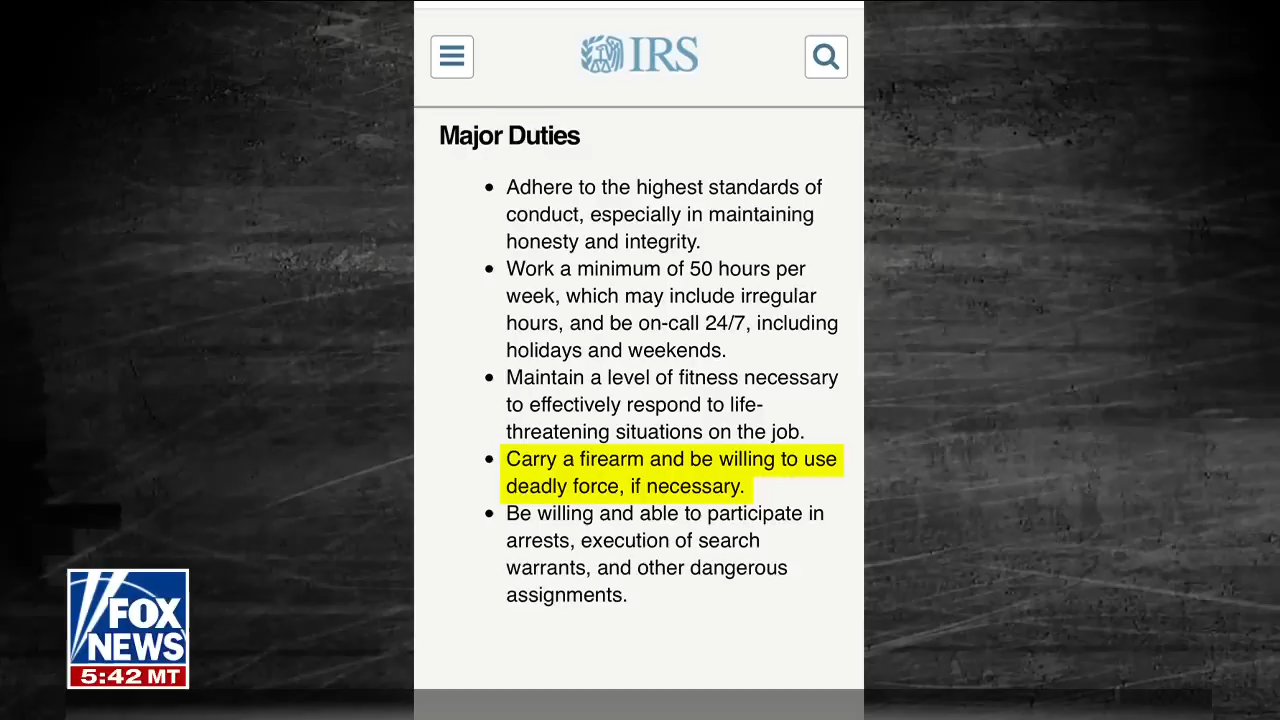 IRS
Major Duties
• Adhere to the highest standards of
conduct, especially in maintaining
honesty and integrity.
• Work a minimum of 50 hours per
week, which may include irregular
hours, and be on-call 24/7, including
holidays and weekends.
• Maintain a level of fitness necessary
to effectively respond to life-
threatening situations on the job.
• Carry a firearm and be willing to use
deadly force, if necessary.
• Be willing and able to participate in
arrests, execution of search
warrants, and other dangerous
assignments.
FOX
NEWS
5:42 MT